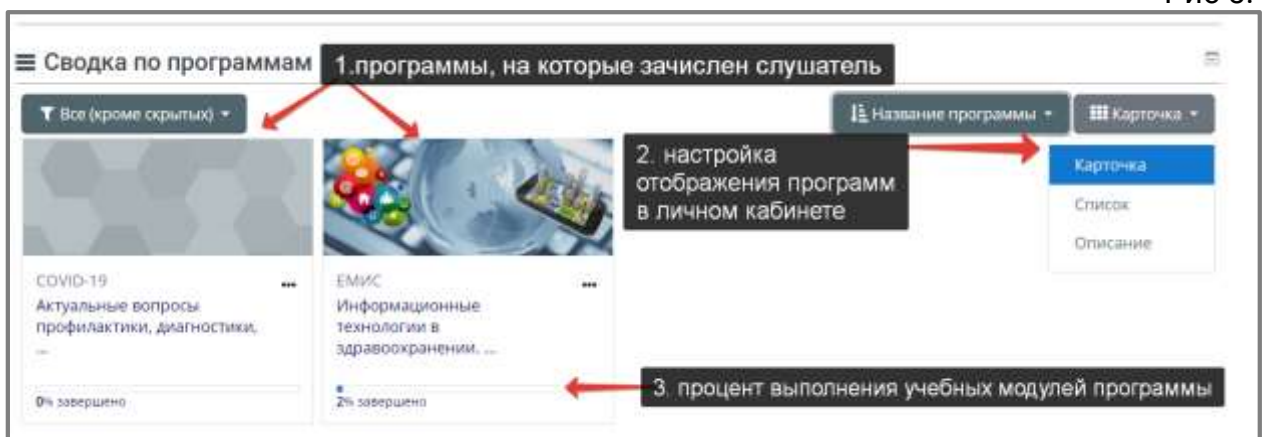 Сводка по программам
1.программы, на которые зачислен слушатель
Все (кроме скрытых)
Название программы
Карточка
2. настройка
отображения программ
в личном кабинете
Карточка
Список
Описание
COVID-19
...
Актуальные вопросы
профилактики, диагностики,
...
ЕМИС
...
Информационные
технологии в
здравоохранении. ...
3. процент выполнения учебных модулей программы
0% завершено
2% завершено